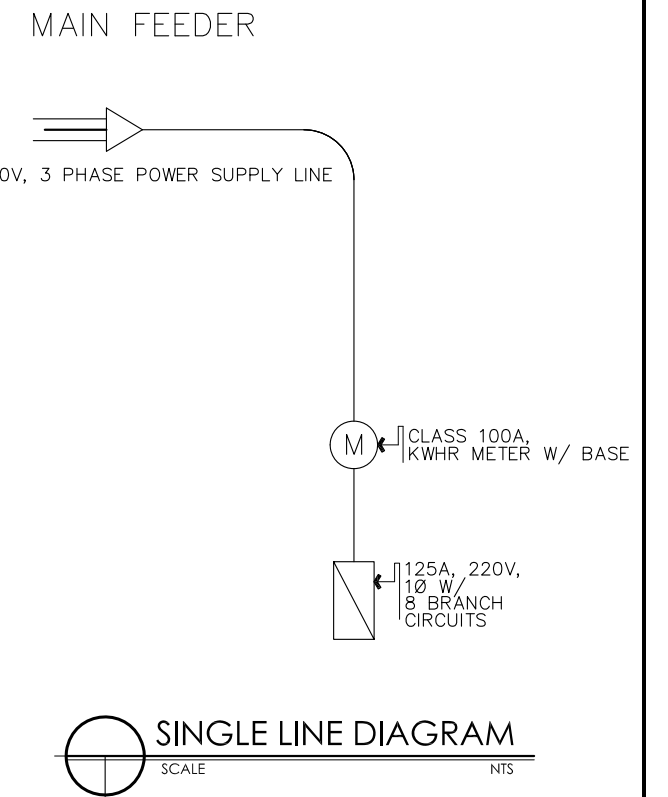 MAIN FEEDER
0V, 3 PHASE POWER SUPPLY LINE
M
CLASS 100A,
KWHR METER W/ BASE
125A, 220V,
1Ø W/
8 BRANCH
CIRCUITS
SINGLE LINE DIAGRAM
SCALE NTS